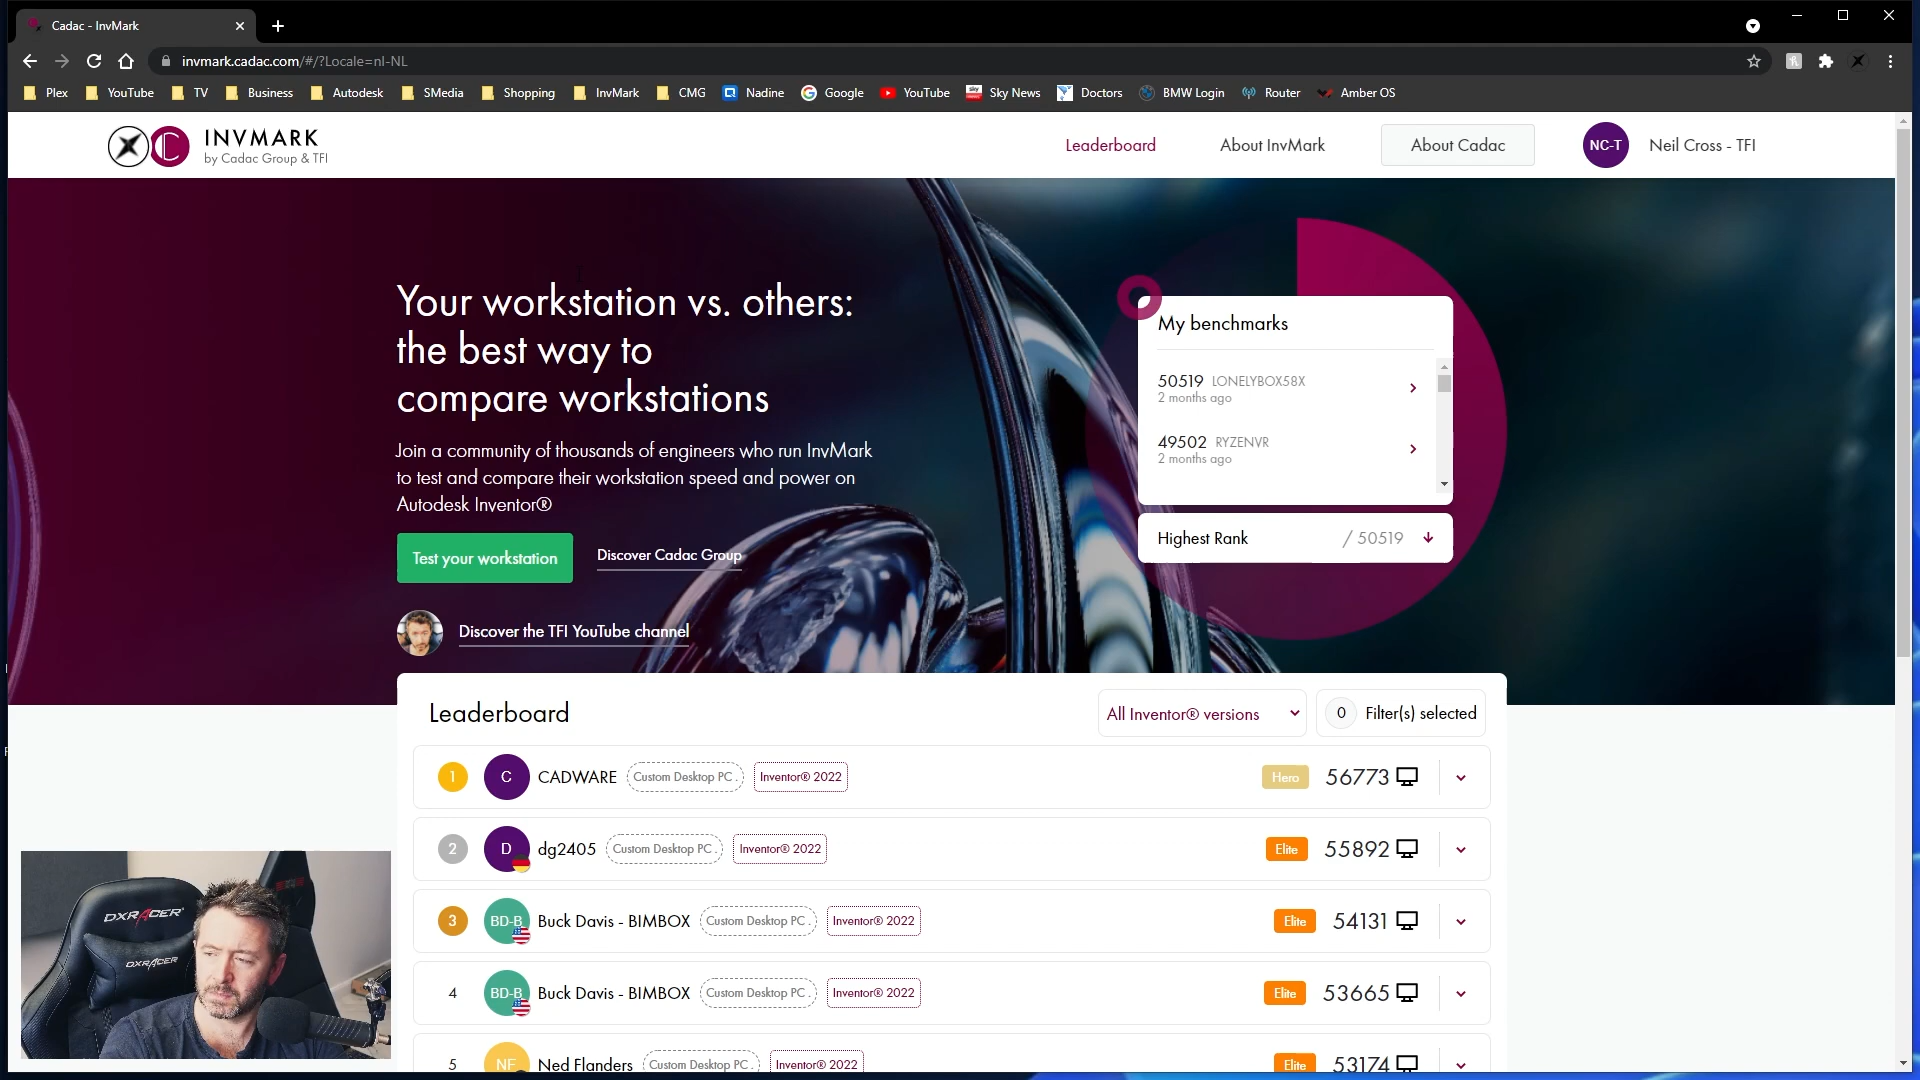 Cadac - InvMark
invmark.cadac.com/#/?Locale=nl-NL
Plex YouTube TV Business Autodesk SMedia Shopping InvMark CMG Nadine Google YouTube Sky News Doctors BMW Login Router Amber OS
INVMARK
by Cadac Group & TFI
Leaderboard About InvMark About Cadac NC-T Neil Cross - TFI
Your workstation vs. others:
the best way to
compare workstations
Join a community of thousands of engineers who run InvMark
to test and compare their workstation speed and power on
Autodesk Inventor®
Test your workstation Discover Cadac Group
Discover the TFI YouTube channel
My benchmarks
50519 LONELYBOX58X
2 months ago
49502 RYZENVR
2 months ago
Highest Rank / 50519
Leaderboard All Inventor® versions 0 Filter(s) selected
1 C CADWARE Custom Desktop PC . Inventor® 2022 Hero 56773
2 D dg2405 Custom Desktop PC . Inventor® 2022 Elite 55892
3 BD-B Buck Davis - BIMBOX Custom Desktop PC . Inventor® 2022 Elite 54131
4 BD-B Buck Davis - BIMBOX Custom Desktop PC . Inventor® 2022 Elite 53665
5 NF Ned Flanders Custom Desktop PC . Inventor® 2022 Elite 53174
DXRACER
DXRACER